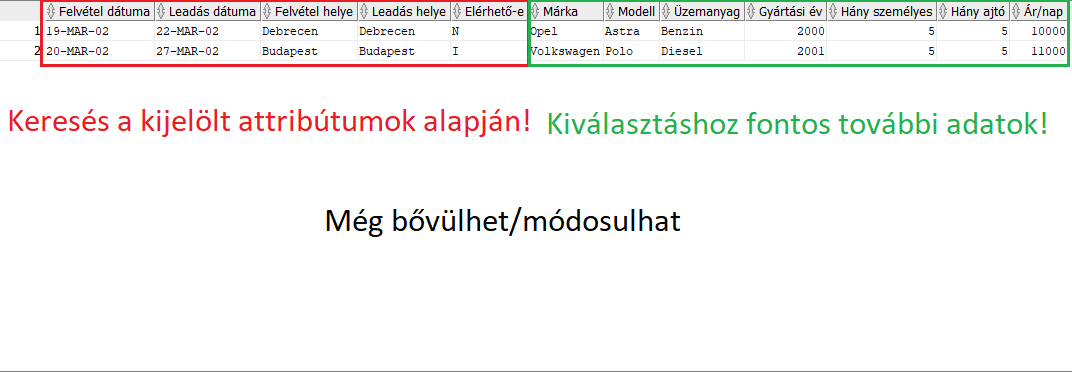 Felvétel dátuma Leadás dátuma Felvétel helye Leadás helye Elérhető-e Márka Modell Üzemanyag Gyártási év Hány személyes Hány ajtó Ár/nap
1 19-MAR-02 22-MAR-02 Debrecen Debrecen N Opel Astra Benzin 2000 5 5 10000
2 20-MAR-02 27-MAR-02 Budapest Budapest I Volkswagen Polo Diesel 2001 5 5 11000
Keresés a kijelölt attribútumok alapján! Kiválasztáshoz fontos további adatok!
Még bővülhet/módosulhat